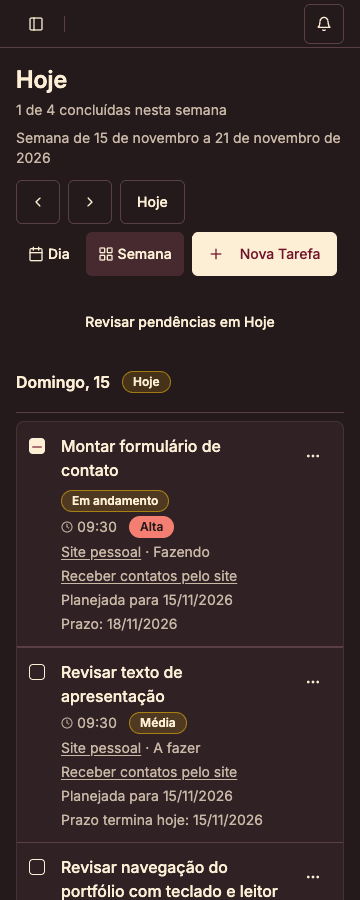 Hoje
1 de 4 concluídas nesta semana
Semana de 15 de novembro a 21 de novembro de
2026
Hoje
Dia
Semana
Nova Tarefa
Revisar pendências em Hoje
Domingo, 15
Hoje
Montar formulário de
contato
Em andamento
09:30
Alta
Site pessoal · Fazendo
Receber contatos pelo site
Planejada para 15/11/2026
Prazo: 18/11/2026
Revisar texto de
apresentação
09:30
Média
Site pessoal · A fazer
Receber contatos pelo site
Planejada para 15/11/2026
Prazo termina hoje: 15/11/2026
Revisar navegação do
portfólio com teclado e leitor